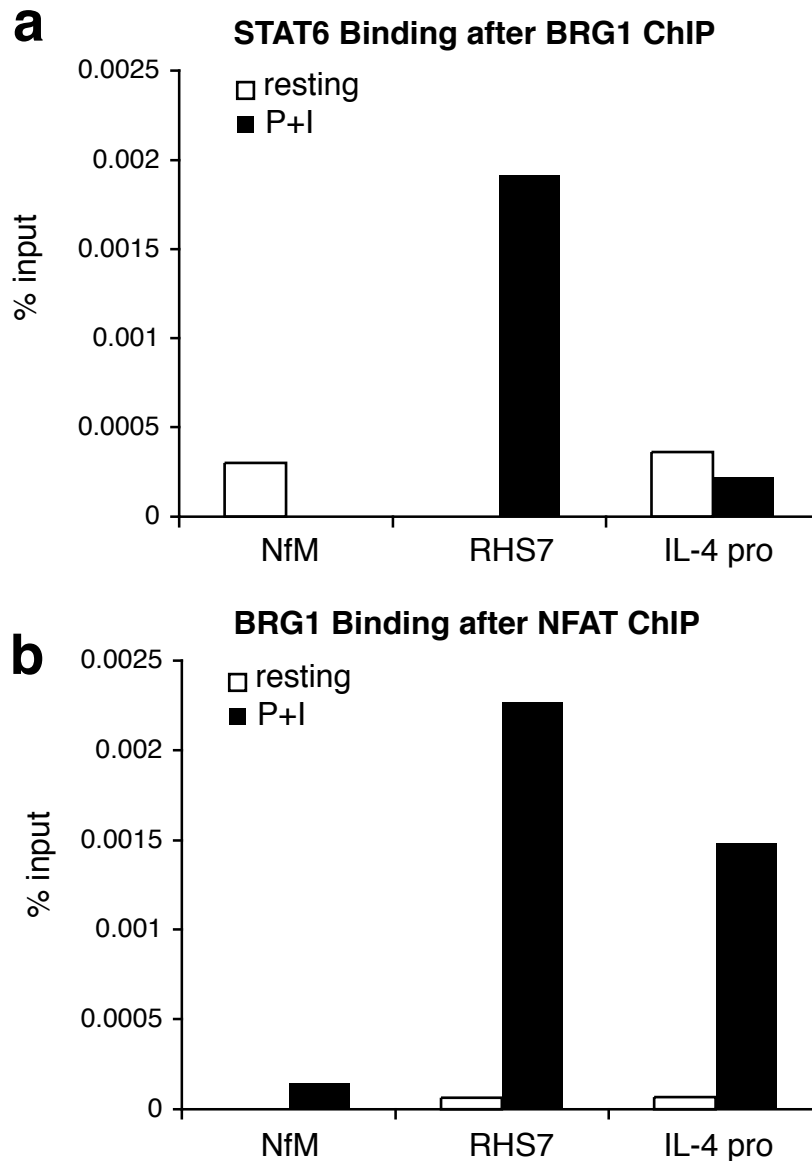 a
STAT6 Binding after BRG1 ChIP
resting
P+I
% input
0.0025
0.002
0.0015
0.001
0.0005
0
NfM RHS7 IL-4 pro
b
BRG1 Binding after NFAT ChIP
resting
P+I
% input
0.0025
0.002
0.0015
0.001
0.0005
0
NfM RHS7 IL-4 pro